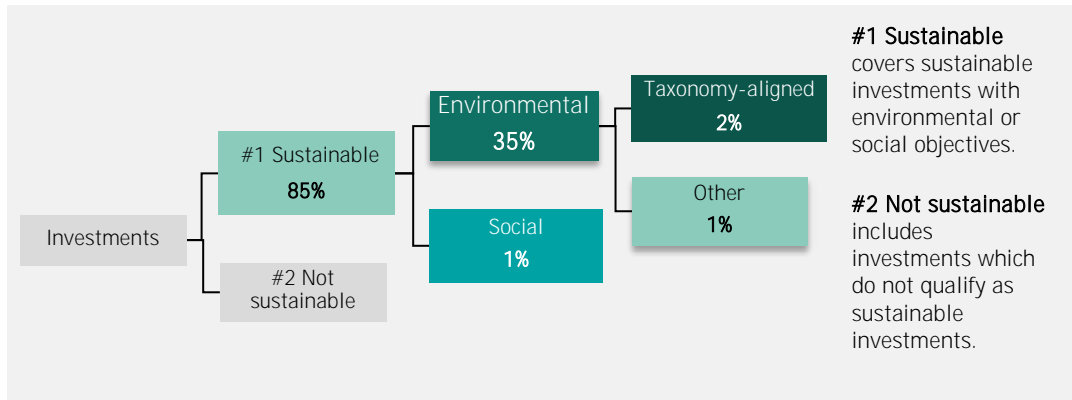 Investments
#1 Sustainable
85%
#2 Not
sustainable
Environmental
35%
Social
1%
Taxonomy-aligned
2%
Other
1%
#1 Sustainable
covers sustainable
investments with
environmental or
social objectives.
#2 Not sustainable
includes
investments which
do not qualify as
sustainable
investments.